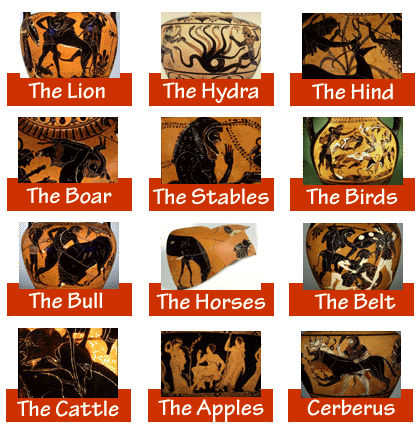 The Lion
The Hydra
The Hind
The Boar
The Stables
The Birds
The Bull
The Horses
The Belt
The Cattle
The Apples
Cerberus